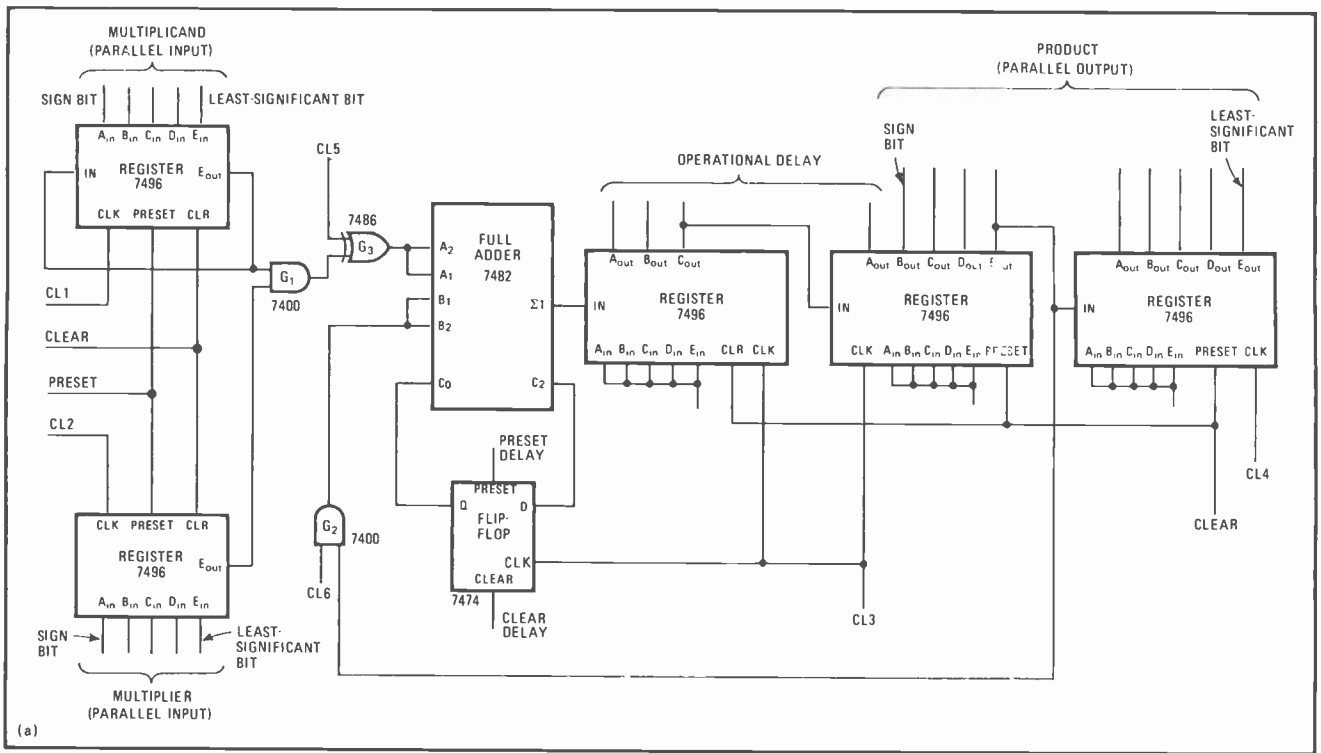 MULTIPLICAND
(PARALLEL INPUT)
SIGN BIT
LEAST-SIGNIFICANT BIT
Ain Bin Cin Din Ein
IN
REGISTER
7496
Eout
CLK PRESET CLR
CL1
CLEAR
PRESET
CL2
CLK PRESET CLR
REGISTER
7496
Eout
Ain Bin Cin Din Ein
SIGN
BIT
LEAST-
SIGNIFICANT
BIT
MULTIPLIER
(PARALLEL INPUT)
(a)
G1
7400
CL5
7486
G3
G2
7400
CL6
FULL
ADDER
7482
A2
A1
B1
B2
Σ1
C0
C2
PRESET
DELAY
PRESET
Q
D
FLIP-
FLOP
CLK
CLEAR
7474
CLEAR
DELAY
OPERATIONAL DELAY
Aout Bout Cout
IN
REGISTER
7496
Ain Bin Cin Din Ein CLR CLK
PRODUCT
(PARALLEL OUTPUT)
SIGN
BIT
LEAST-
SIGNIFICANT
BIT
Aout Bout Cout Dout Eout
IN
REGISTER
7496
CLK Ain Bin Cin Din Ein PRESET
Aout Bout Cout Dout Eout
IN
REGISTER
7496
Ain Bin Cin Din Ein PRESET CLK
CL3
CLEAR
CL4